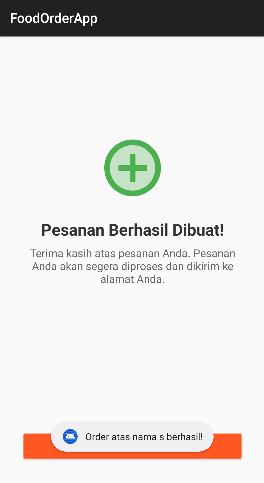 FoodOrderApp
Pesanan Berhasil Dibuat!
Terima kasih atas pesanan Anda. Pesanan
Anda akan segera diproses dan dikirim ke
alamat Anda.
Order atas nama s berhasil!